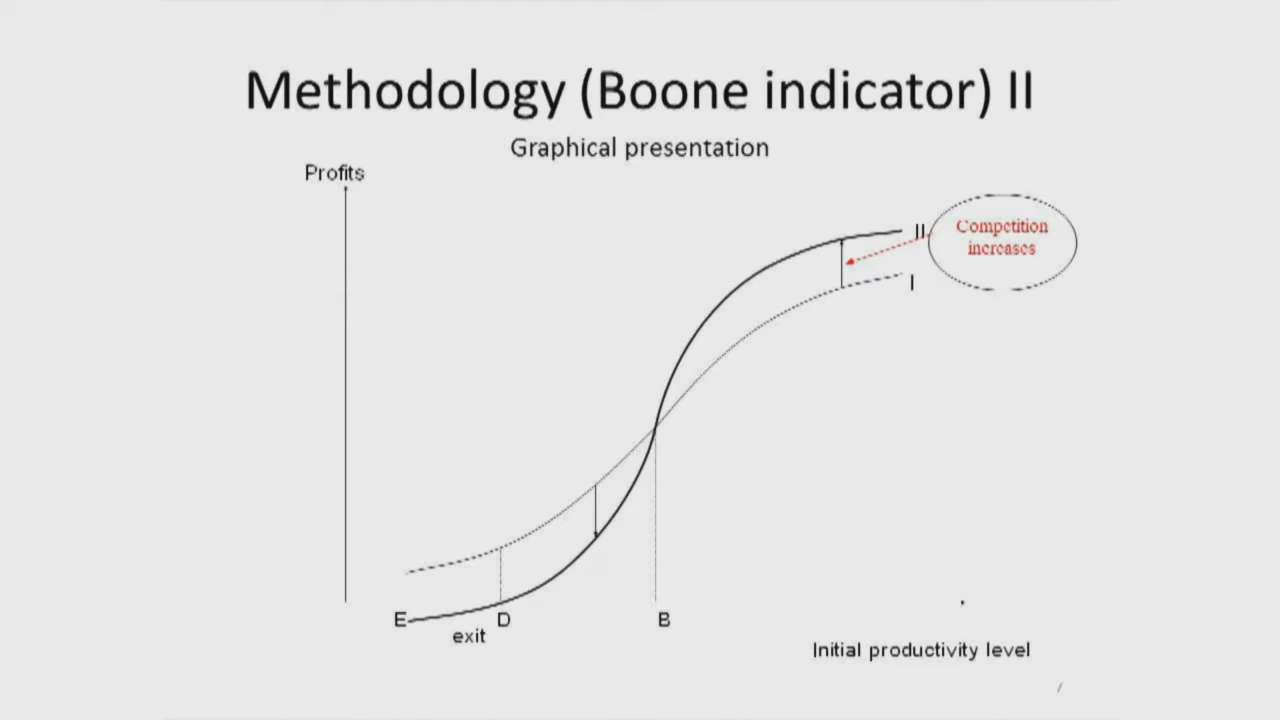 Methodology (Boone indicator) II
Graphical presentation
Profits
II
Competition
increases
I
E
D
B
exit
Initial productivity level